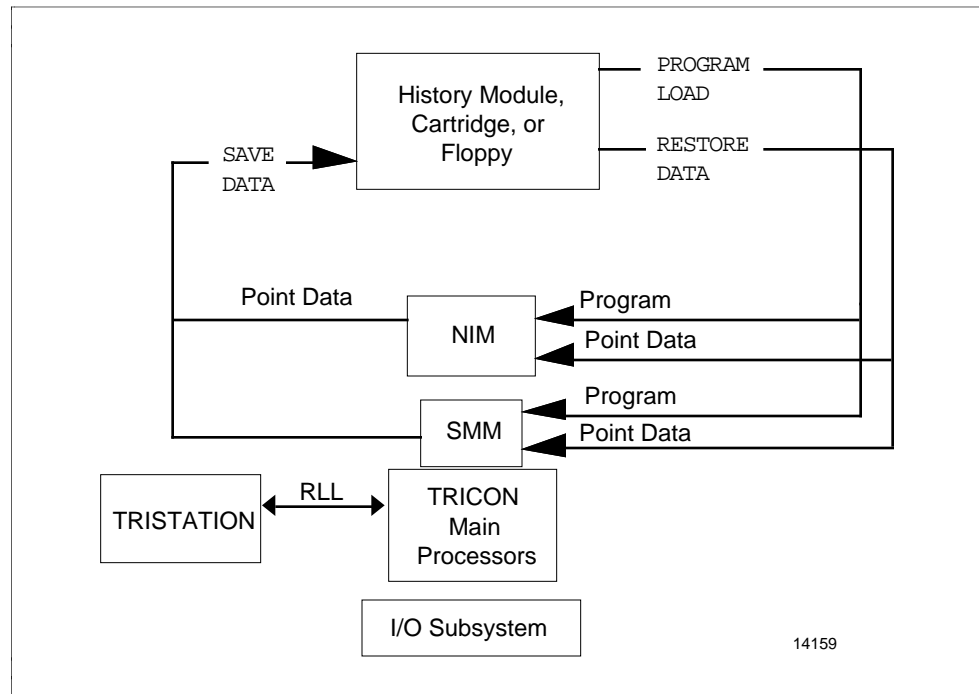 PROGRAM
LOAD
History Module,
Cartridge, or
Floppy
SAVE
DATA
RESTORE
DATA
Point Data
NIM
Program
Point Data
SMM
Program
Point Data
TRISTATION
RLL
TRICON
Main
Processors
I/O Subsystem
14159